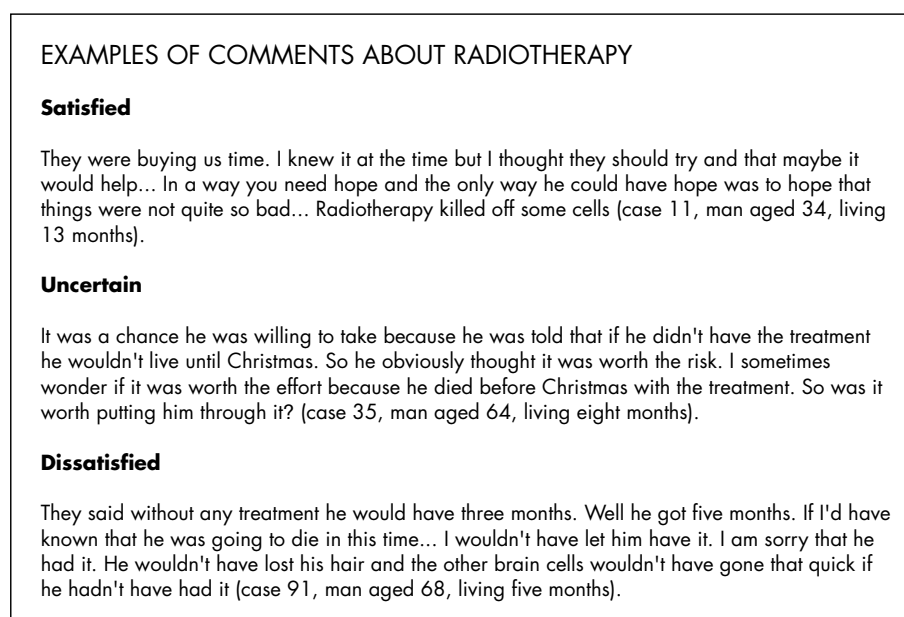 EXAMPLES OF COMMENTS ABOUT RADIOTHERAPY
Satisfied
They were buying us time. I knew it at the time but I thought they should try and that maybe it
would help... In a way you need hope and the only way he could have hope was to hope that
things were not quite so bad... Radiotherapy killed off some cells (case 11, man aged 34, living
13 months).
Uncertain
It was a chance he was willing to take because he was told that if he didn't have the treatment
he wouldn't live until Christmas. So he obviously thought it was worth the risk. I sometimes
wonder if it was worth the effort because he died before Christmas with the treatment. So was it
worth putting him through it? (case 35, man aged 64, living eight months).
Dissatisfied
They said without any treatment he would have three months. Well he got five months. If I'd have
known that he was going to die in this time... I wouldn't have let him have it. I am sorry that he
had it. He wouldn't have lost his hair and the other brain cells wouldn't have gone that quick if
he hadn't have had it (case 91, man aged 68, living five months).